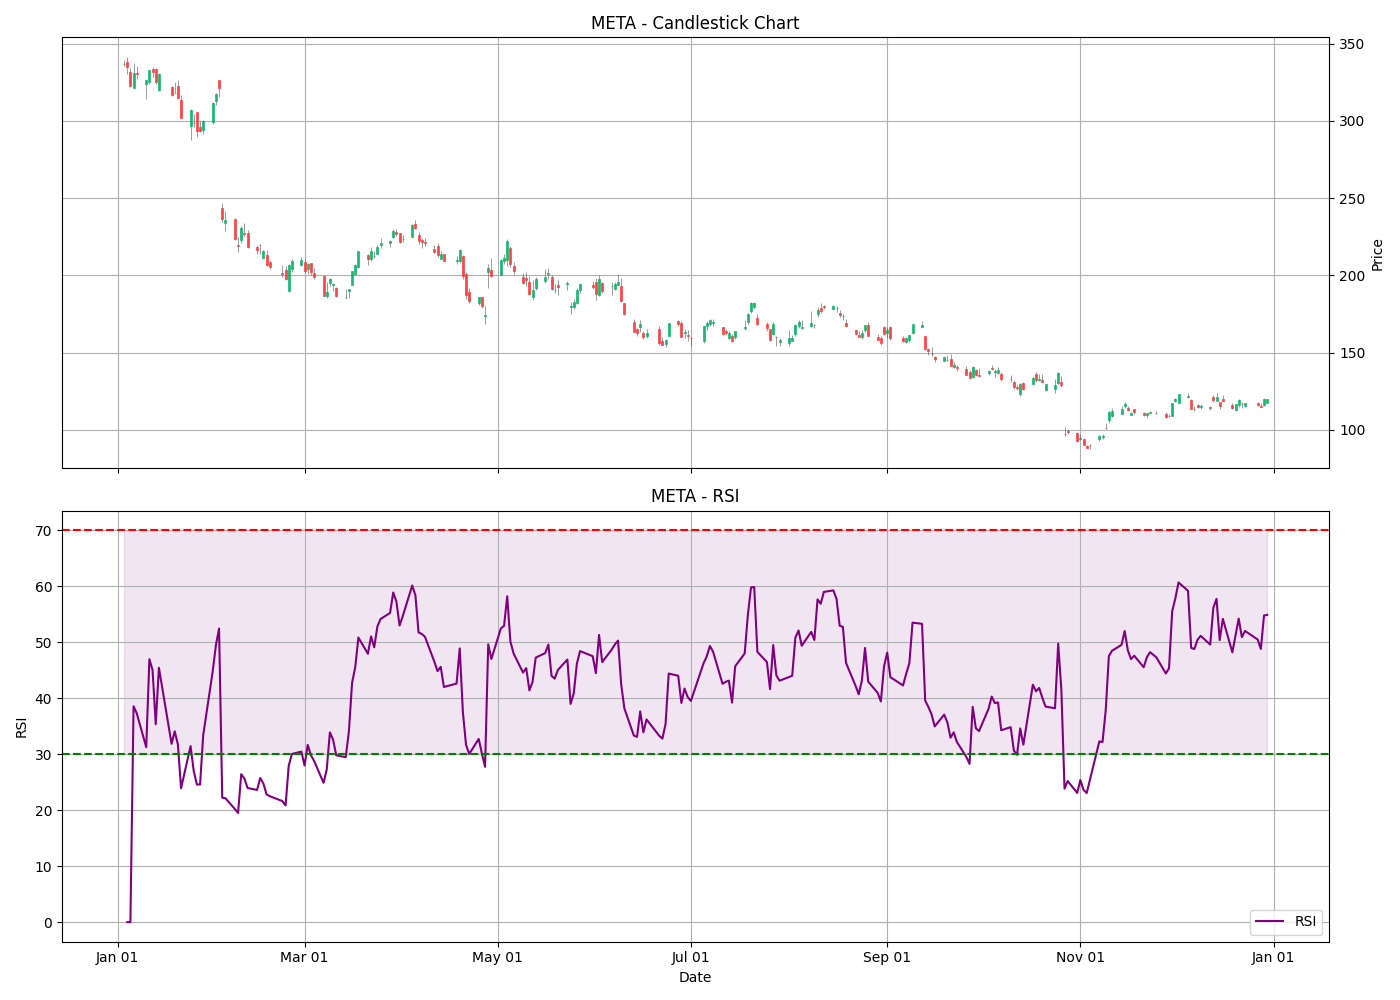 META - Candlestick Chart
350
300
250
200
150
100
Price
META - RSI
70
60
50
40
30
20
10
0
RSI
RSI
Jan 01
Mar 01
May 01
Jul 01
Sep 01
Nov 01
Jan 01
Date